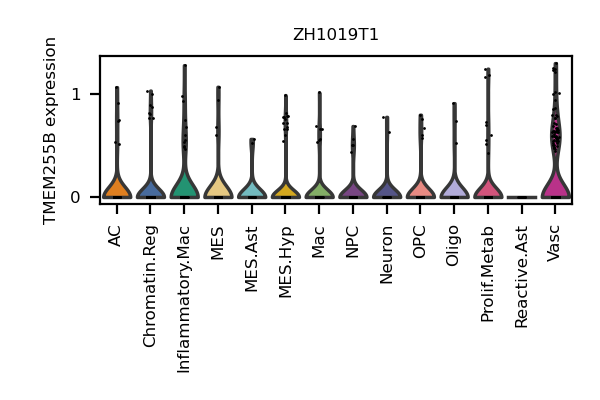 ZH1019T1
TMEM255B expression
1
0
AC
Chromatin.Reg
Inflammatory.Mac
MES
MES.Ast
MES.Hyp
Mac
NPC
Neuron
OPC
Oligo
Prolif.Metab
Reactive.Ast
Vasc